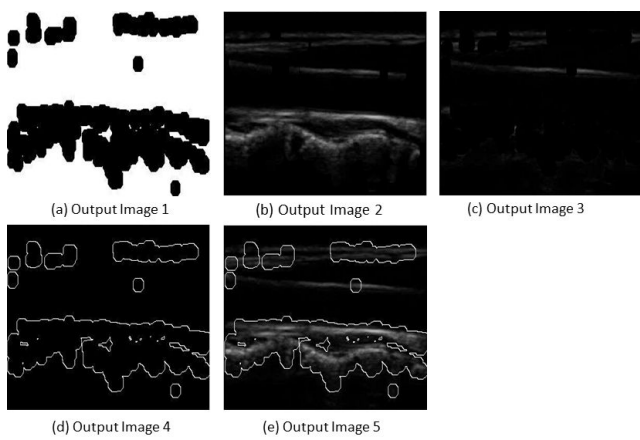 (a) Output Image 1
(b) Output Image 2
(c) Output Image 3
(d) Output Image 4
(e) Output Image 5